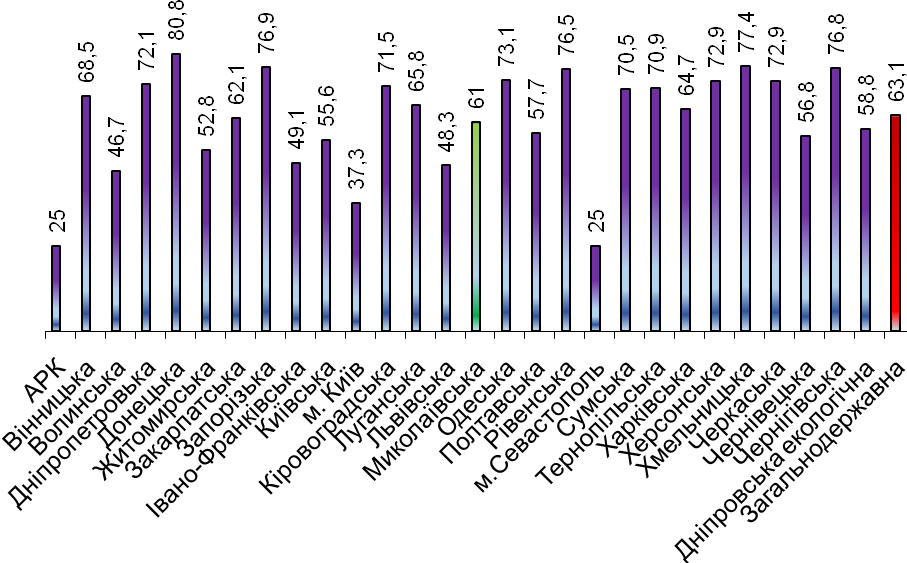 25
68,5
46,7
72,1
80,8
52,8
62,1
76,9
49,1
55,6
37,3
71,5
65,8
48,3
61
73,1
57,7
76,5
25
70,5
70,9
64,7
72,9
77,4
72,9
56,8
76,8
58,8
63,1
АРК
Вінницька
Волинська
Дніпропетровська
Донецька
Житомирська
Закарпатська
Запорізька
Івано-Франківська
Київська
м. Київ
Кіровоградська
Луганська
Львівська
Миколаївська
Одеська
Полтавська
Рівенська
м.Севастополь
Сумська
Тернопільська
Харківська
Херсонська
Хмельницька
Черкаська
Чернівецька
Чернігівська
Дніпровська екологічна
Загальнодержавна